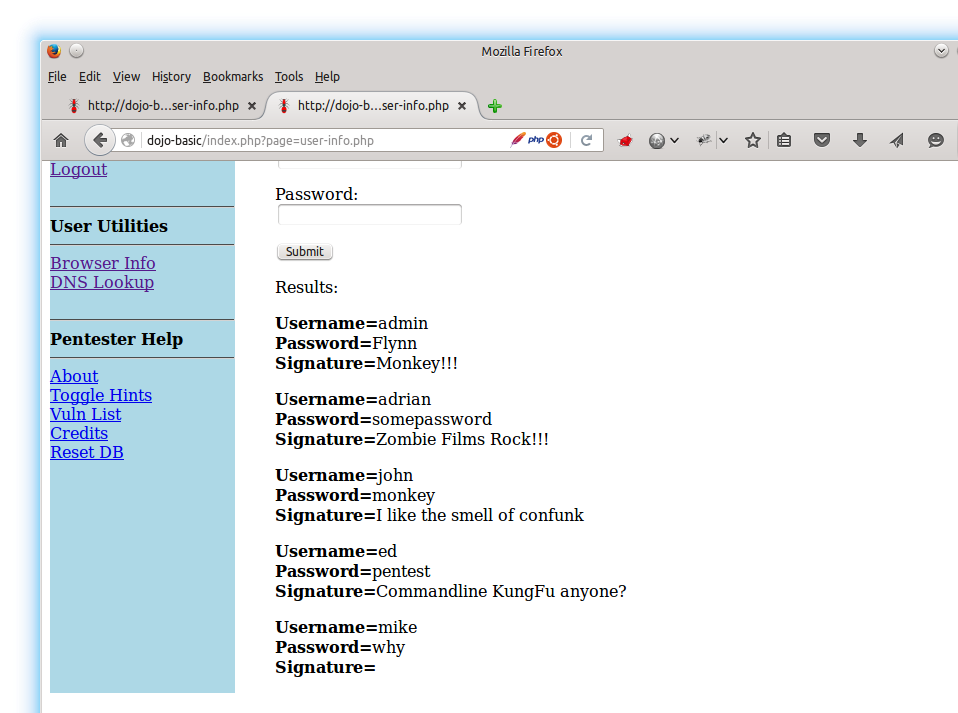 Mozilla Firefox
File Edit View History Bookmarks Tools Help
http://dojo-b...ser-info.php http://dojo-b...ser-info.php
dojo-basic/index.php?page=user-info.php php
Logout
User Utilities
Browser Info
DNS Lookup
Pentester Help
About
Toggle Hints
Vuln List
Credits
Reset DB
Password:
Submit
Results:
Username=admin
Password=Flynn
Signature=Monkey!!!
Username=adrian
Password=somepassword
Signature=Zombie Films Rock!!!
Username=john
Password=monkey
Signature=I like the smell of confunk
Username=ed
Password=pentest
Signature=Commandline KungFu anyone?
Username=mike
Password=why
Signature=